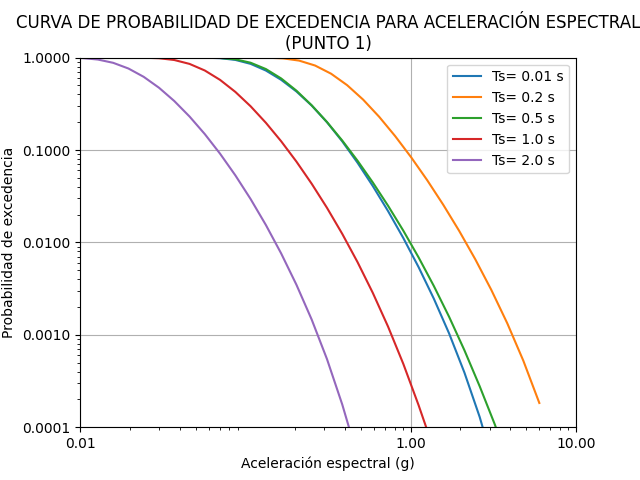 CURVA DE PROBABILIDAD DE EXCEDENCIA PARA ACELERACIÓN ESPECTRAL
(PUNTO 1)
1.0000
0.1000
0.0100
0.0010
0.0001
Probabilidad de excedencia
Ts= 0.01 s
Ts= 0.2 s
Ts= 0.5 s
Ts= 1.0 s
Ts= 2.0 s
0.01
1.00
10.00
Aceleración espectral (g)